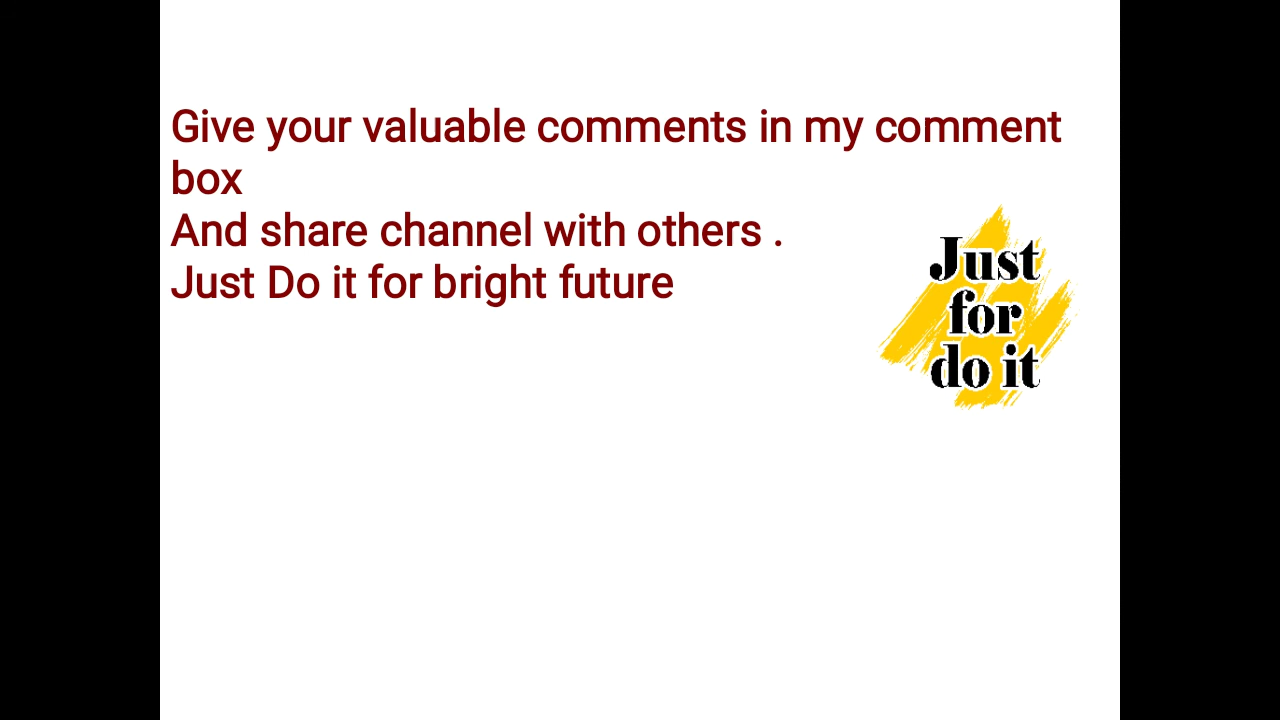 Give your valuable comments in my comment
box
And share channel with others .
Just Do it for bright future
Just
for
do it